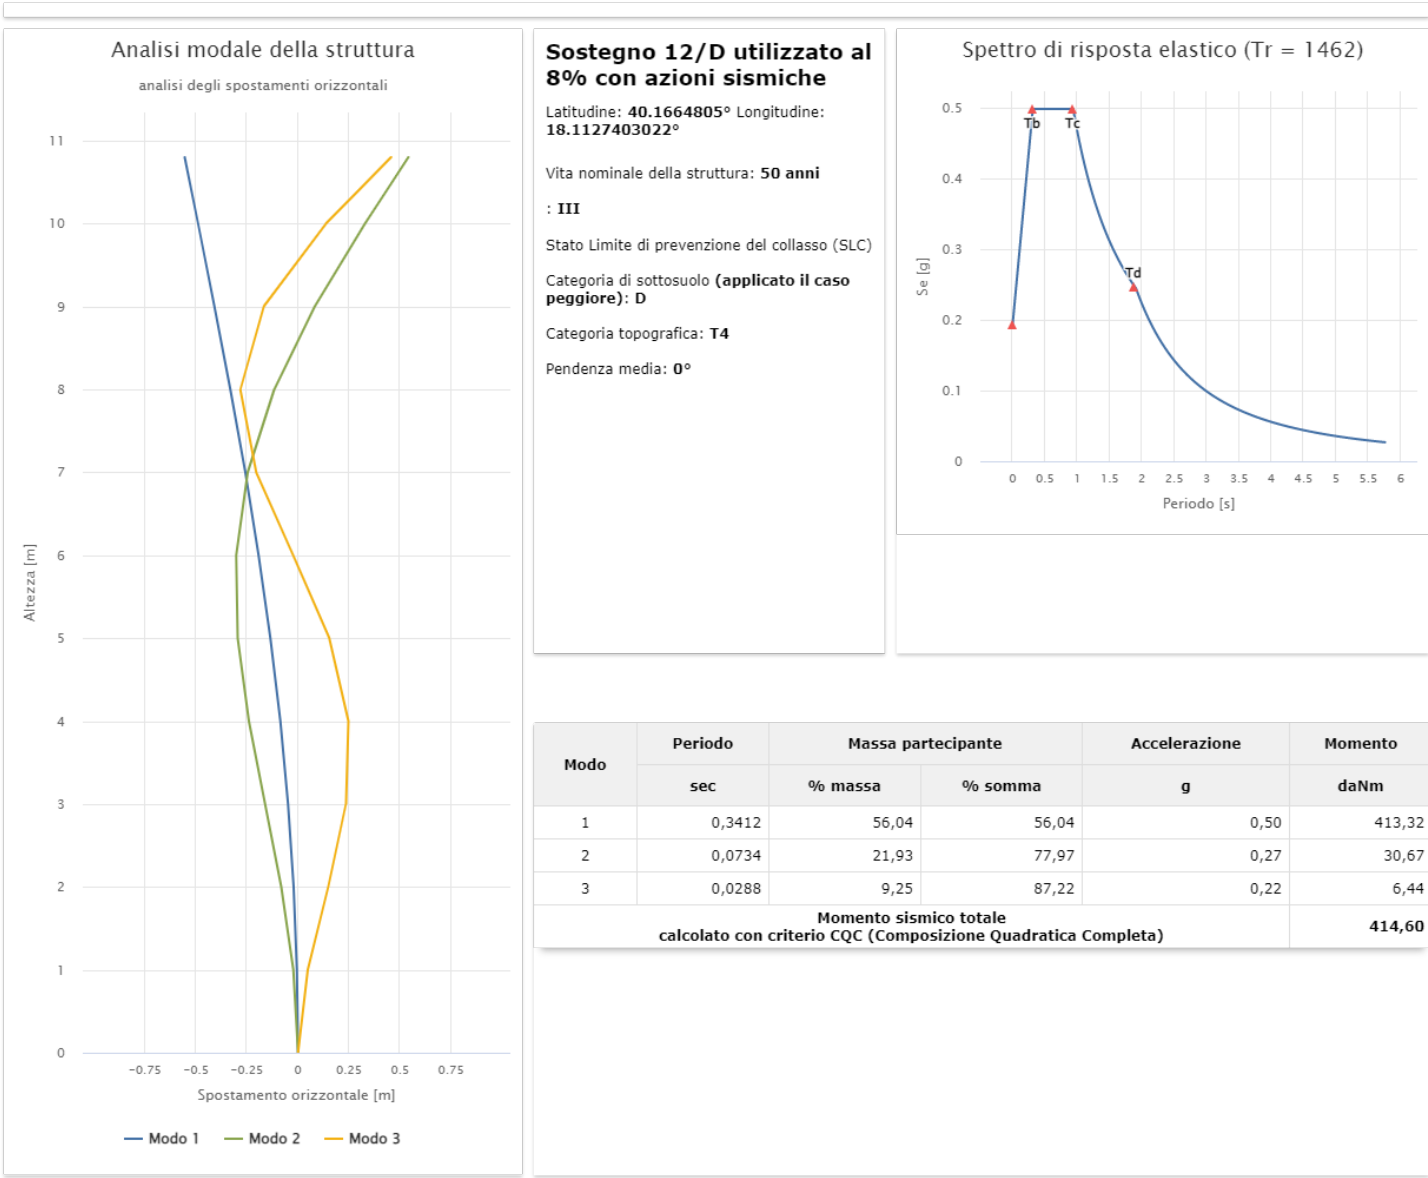 Analisi modale della struttura
analisi degli spostamenti orizzontali
11
10
9
8
7
6
5
4
3
2
1
0
Altezza [m]
−0.75 −0.5 −0.25 0 0.25 0.5 0.75
Spostamento orizzontale [m]
Modo 1 Modo 2 Modo 3
Sostegno 12/D utilizzato al
8% con azioni sismiche
Latitudine: 40.1664805° Longitudine:
18.1127403022°
Vita nominale della struttura: 50 anni
: III
Stato Limite di prevenzione del collasso (SLC)
Categoria di sottosuolo (applicato il caso
peggiore): D
Categoria topografica: T4
Pendenza media: 0°
Spettro di risposta elastico (Tr = 1462)
0.5
0.4
0.3
0.2
0.1
0
Se [g]
Tb Tc
Td
0 0.5 1 1.5 2 2.5 3 3.5 4 4.5 5 5.5 6
Periodo [s]
Modo Periodo Massa partecipante Accelerazione Momento
sec % massa % somma g daNm
1 0,3412 56,04 56,04 0,50 413,32
2 0,0734 21,93 77,97 0,27 30,67
3 0,0288 9,25 87,22 0,22 6,44
Momento sismico totale
calcolato con criterio CQC (Composizione Quadratica Completa) 414,60